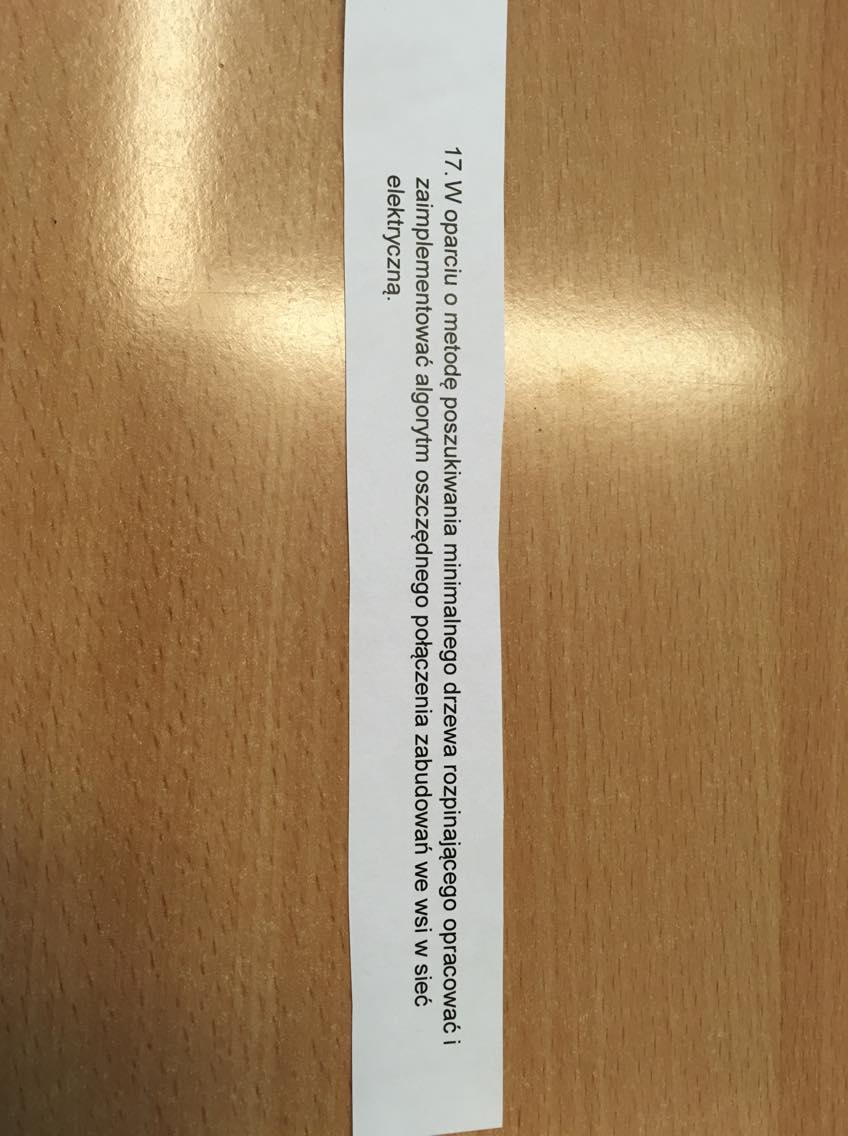 17. W oparciu o metodę poszukiwania minimalnego drzewa rozpinającego opracować i
zaimplementować algorytm oszczędnego połączenia zabudowań we wsi w sieć
elektryczną.